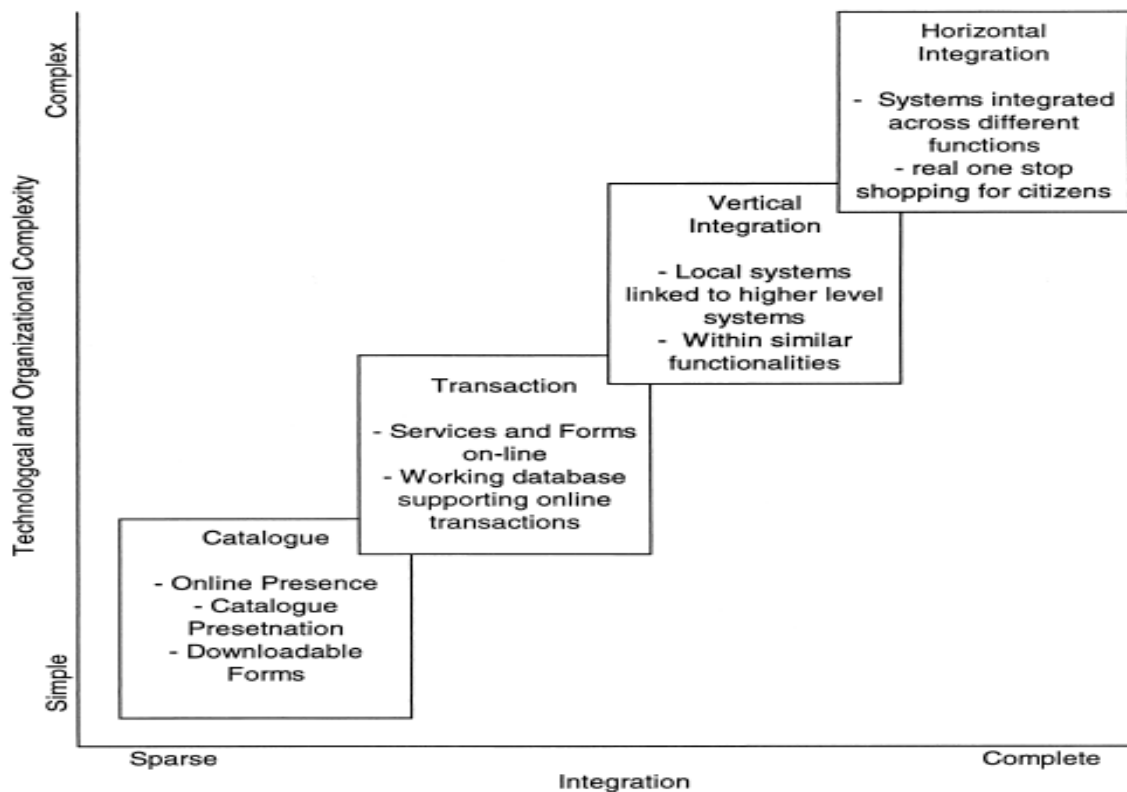 Horizontal
Integration
- Systems integrated
across different
functions
- real one stop
shopping for citizens
Vertical
Integration
- Local systems
linked to higher level
systems
- Within similar
functionalities
Transaction
- Services and Forms
on-line
- Working database
supporting online
transactions
Catalogue
- Online Presence
- Catalogue
Presetnation
- Downloadable
Forms
Complex
Technologcal and Organizational Complexity
Simple
Sparse
Complete
Integration